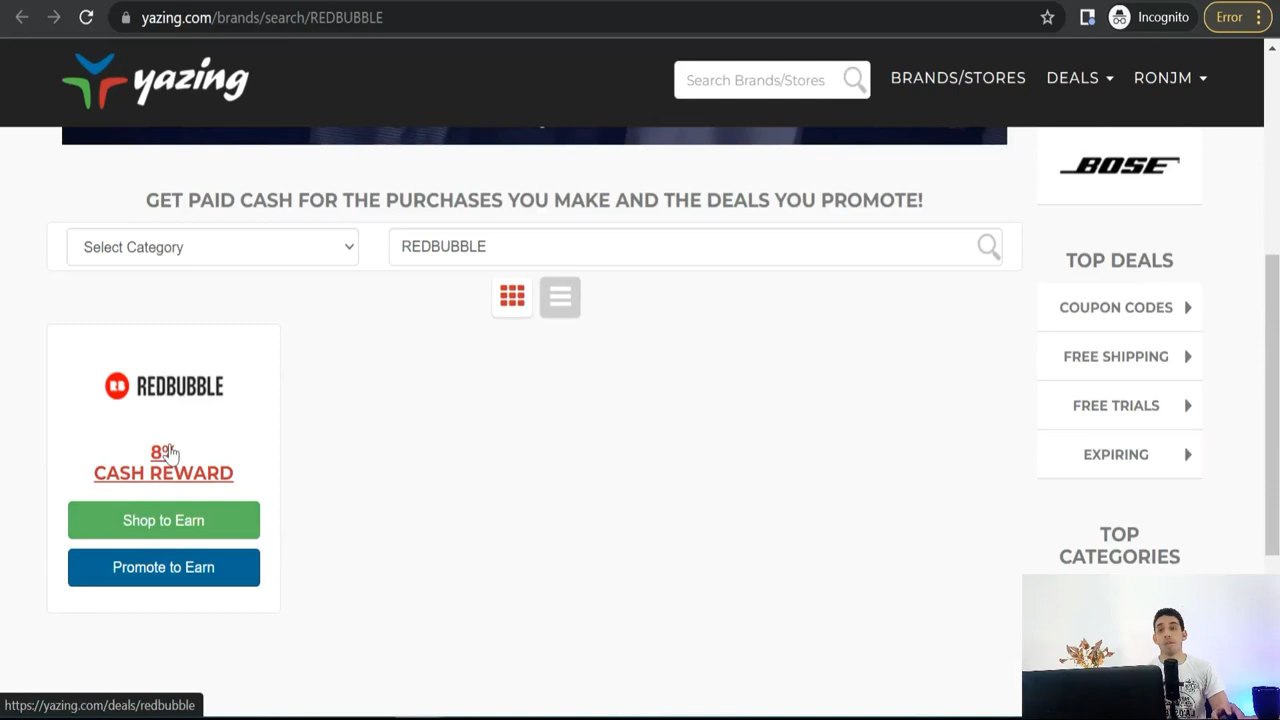 yazing.com/brands/search/REDBUBBLE
Incognito
Error
yazing
Search Brands/Stores
BRANDS/STORES
DEALS
RONJM
BOSE
GET PAID CASH FOR THE PURCHASES YOU MAKE AND THE DEALS YOU PROMOTE!
Select Category
REDBUBBLE
TOP DEALS
COUPON CODES
FREE SHIPPING
FREE TRIALS
EXPIRING
RB REDBUBBLE
CASH REWARD
Shop to Earn
Promote to Earn
TOP
CATEGORIES
https://yazing.com/deals/redbubble